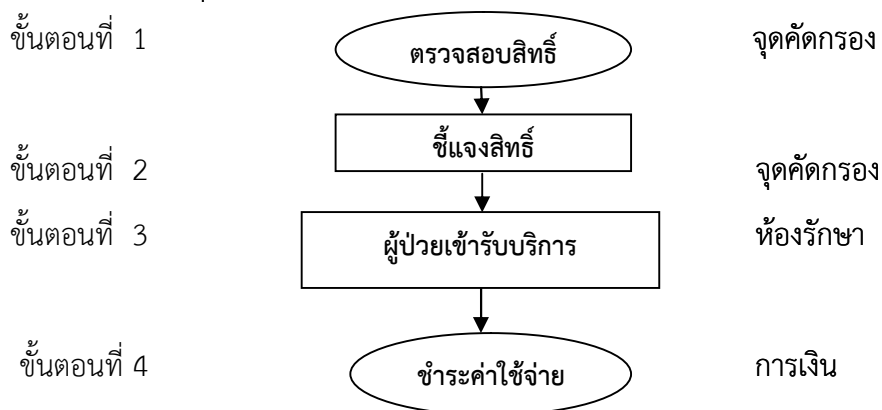 ขั้นตอนที่ 1 ตรวจสอบสิทธิ์ จุดคัดกรอง
ชี้แจงสิทธิ์
ขั้นตอนที่ 2 จุดคัดกรอง
ขั้นตอนที่ 3 ผู้ป่วยเข้ารับบริการ ห้องรักษา
ขั้นตอนที่ 4 ชำระค่าใช้จ่าย การเงิน